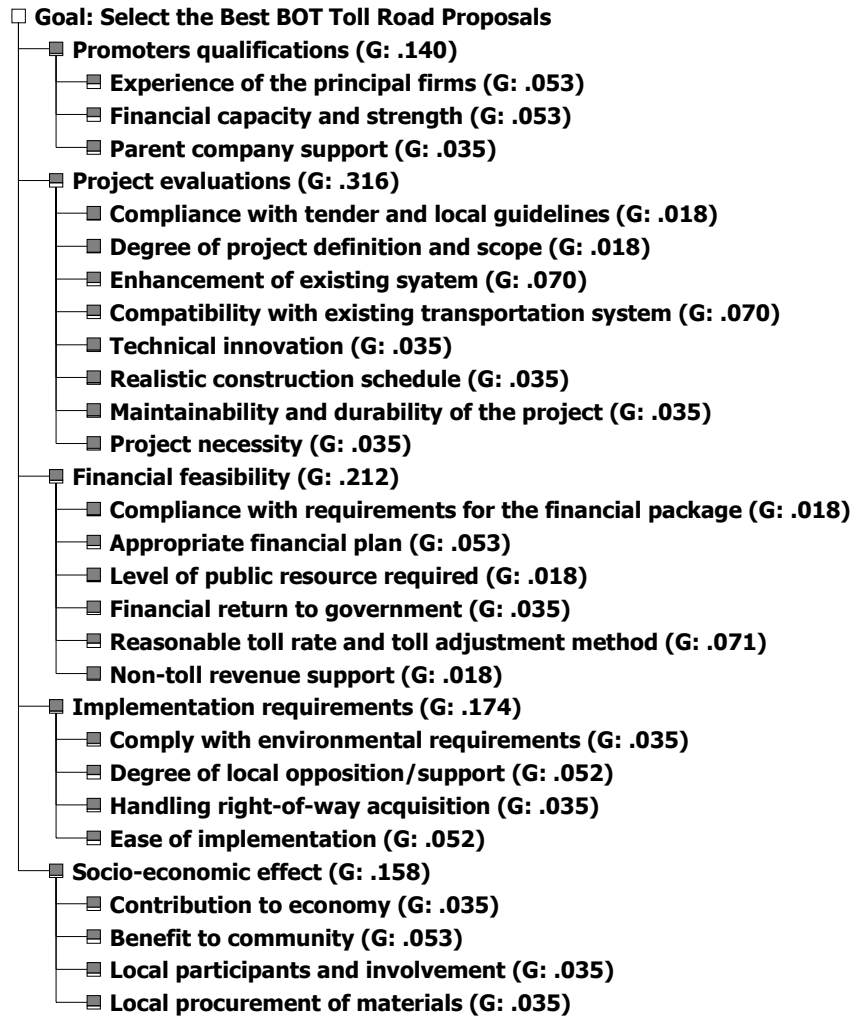 Goal: Select the Best BOT Toll Road Proposals
Promoters qualifications (G: .140)
Experience of the principal firms (G: .053)
Financial capacity and strength (G: .053)
Parent company support (G: .035)
Project evaluations (G: .316)
Compliance with tender and local guidelines (G: .018)
Degree of project definition and scope (G: .018)
Enhancement of existing syatem (G: .070)
Compatibility with existing transportation system (G: .070)
Technical innovation (G: .035)
Realistic construction schedule (G: .035)
Maintainability and durability of the project (G: .035)
Project necessity (G: .035)
Financial feasibility (G: .212)
Compliance with requirements for the financial package (G: .018)
Appropriate financial plan (G: .053)
Level of public resource required (G: .018)
Financial return to government (G: .035)
Reasonable toll rate and toll adjustment method (G: .071)
Non-toll revenue support (G: .018)
Implementation requirements (G: .174)
Comply with environmental requirements (G: .035)
Degree of local opposition/support (G: .052)
Handling right-of-way acquisition (G: .035)
Ease of implementation (G: .052)
Socio-economic effect (G: .158)
Contribution to economy (G: .035)
Benefit to community (G: .053)
Local participants and involvement (G: .035)
Local procurement of materials (G: .035)